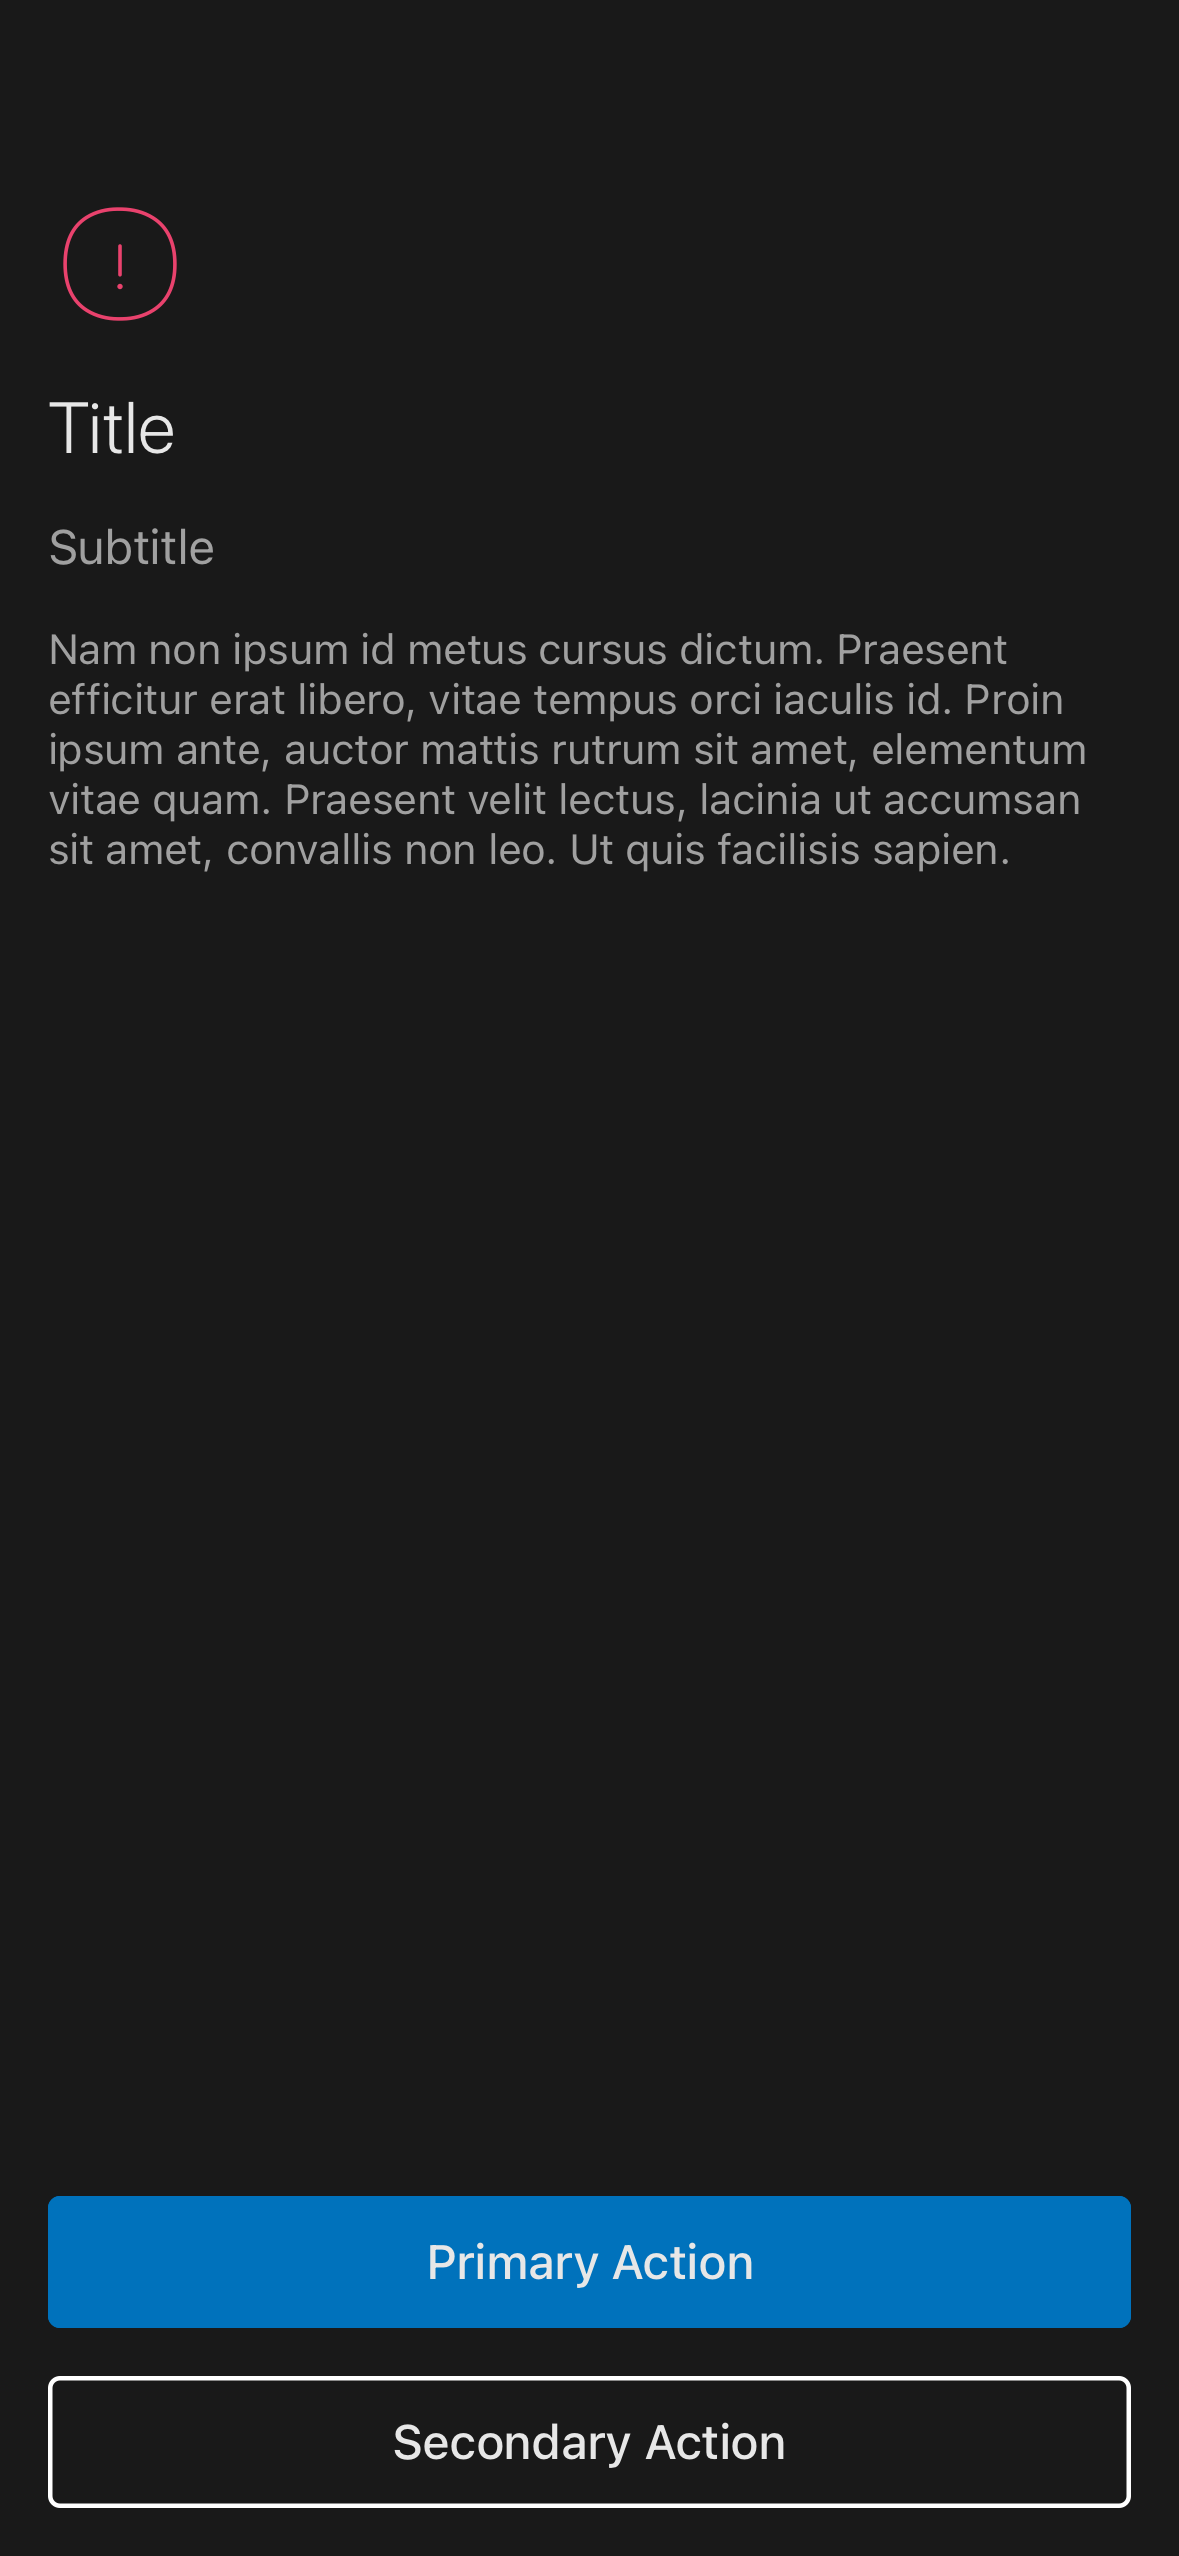 !
Title
Subtitle
Nam non ipsum id metus cursus dictum. Praesent
efficitur erat libero, vitae tempus orci iaculis id. Proin
ipsum ante, auctor mattis rutrum sit amet, elementum
vitae quam. Praesent velit lectus, lacinia ut accumsan
sit amet, convallis non leo. Ut quis facilisis sapien.
Primary Action
Secondary Action